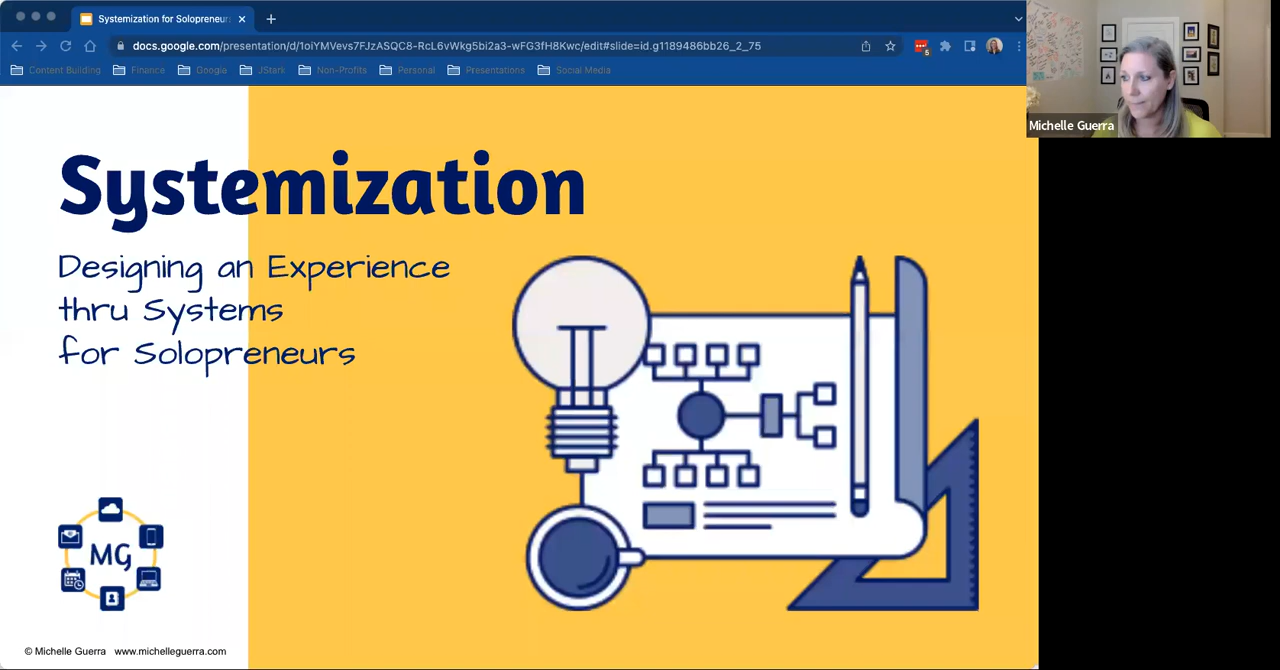 Systemization for Solopreneur
docs.google.com/presentation/d/1oiYMVevs7FJzASQC8-RcL6vWkg5bi2a3-wFG3fH8Kwc/edit#slide=id.g1189486bb26_2_75
5
Content Building Finance Google JStark Non-Profits Personal Presentations Social Media
Michelle Guerra
Systemization
Designing an Experience
thru Systems
for Solopreneurs
MG
© Michelle Guerra www.michelleguerra.com